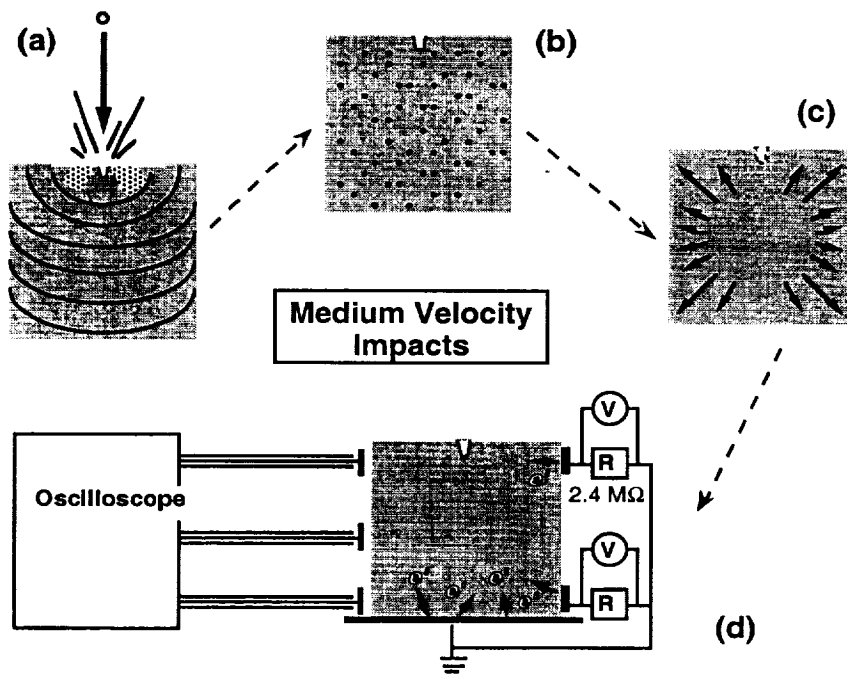 (a)
(b)
(c)
Medium Velocity
Impacts
V
R
2.4 MΩ
Oscilloscope
V
R
(d)